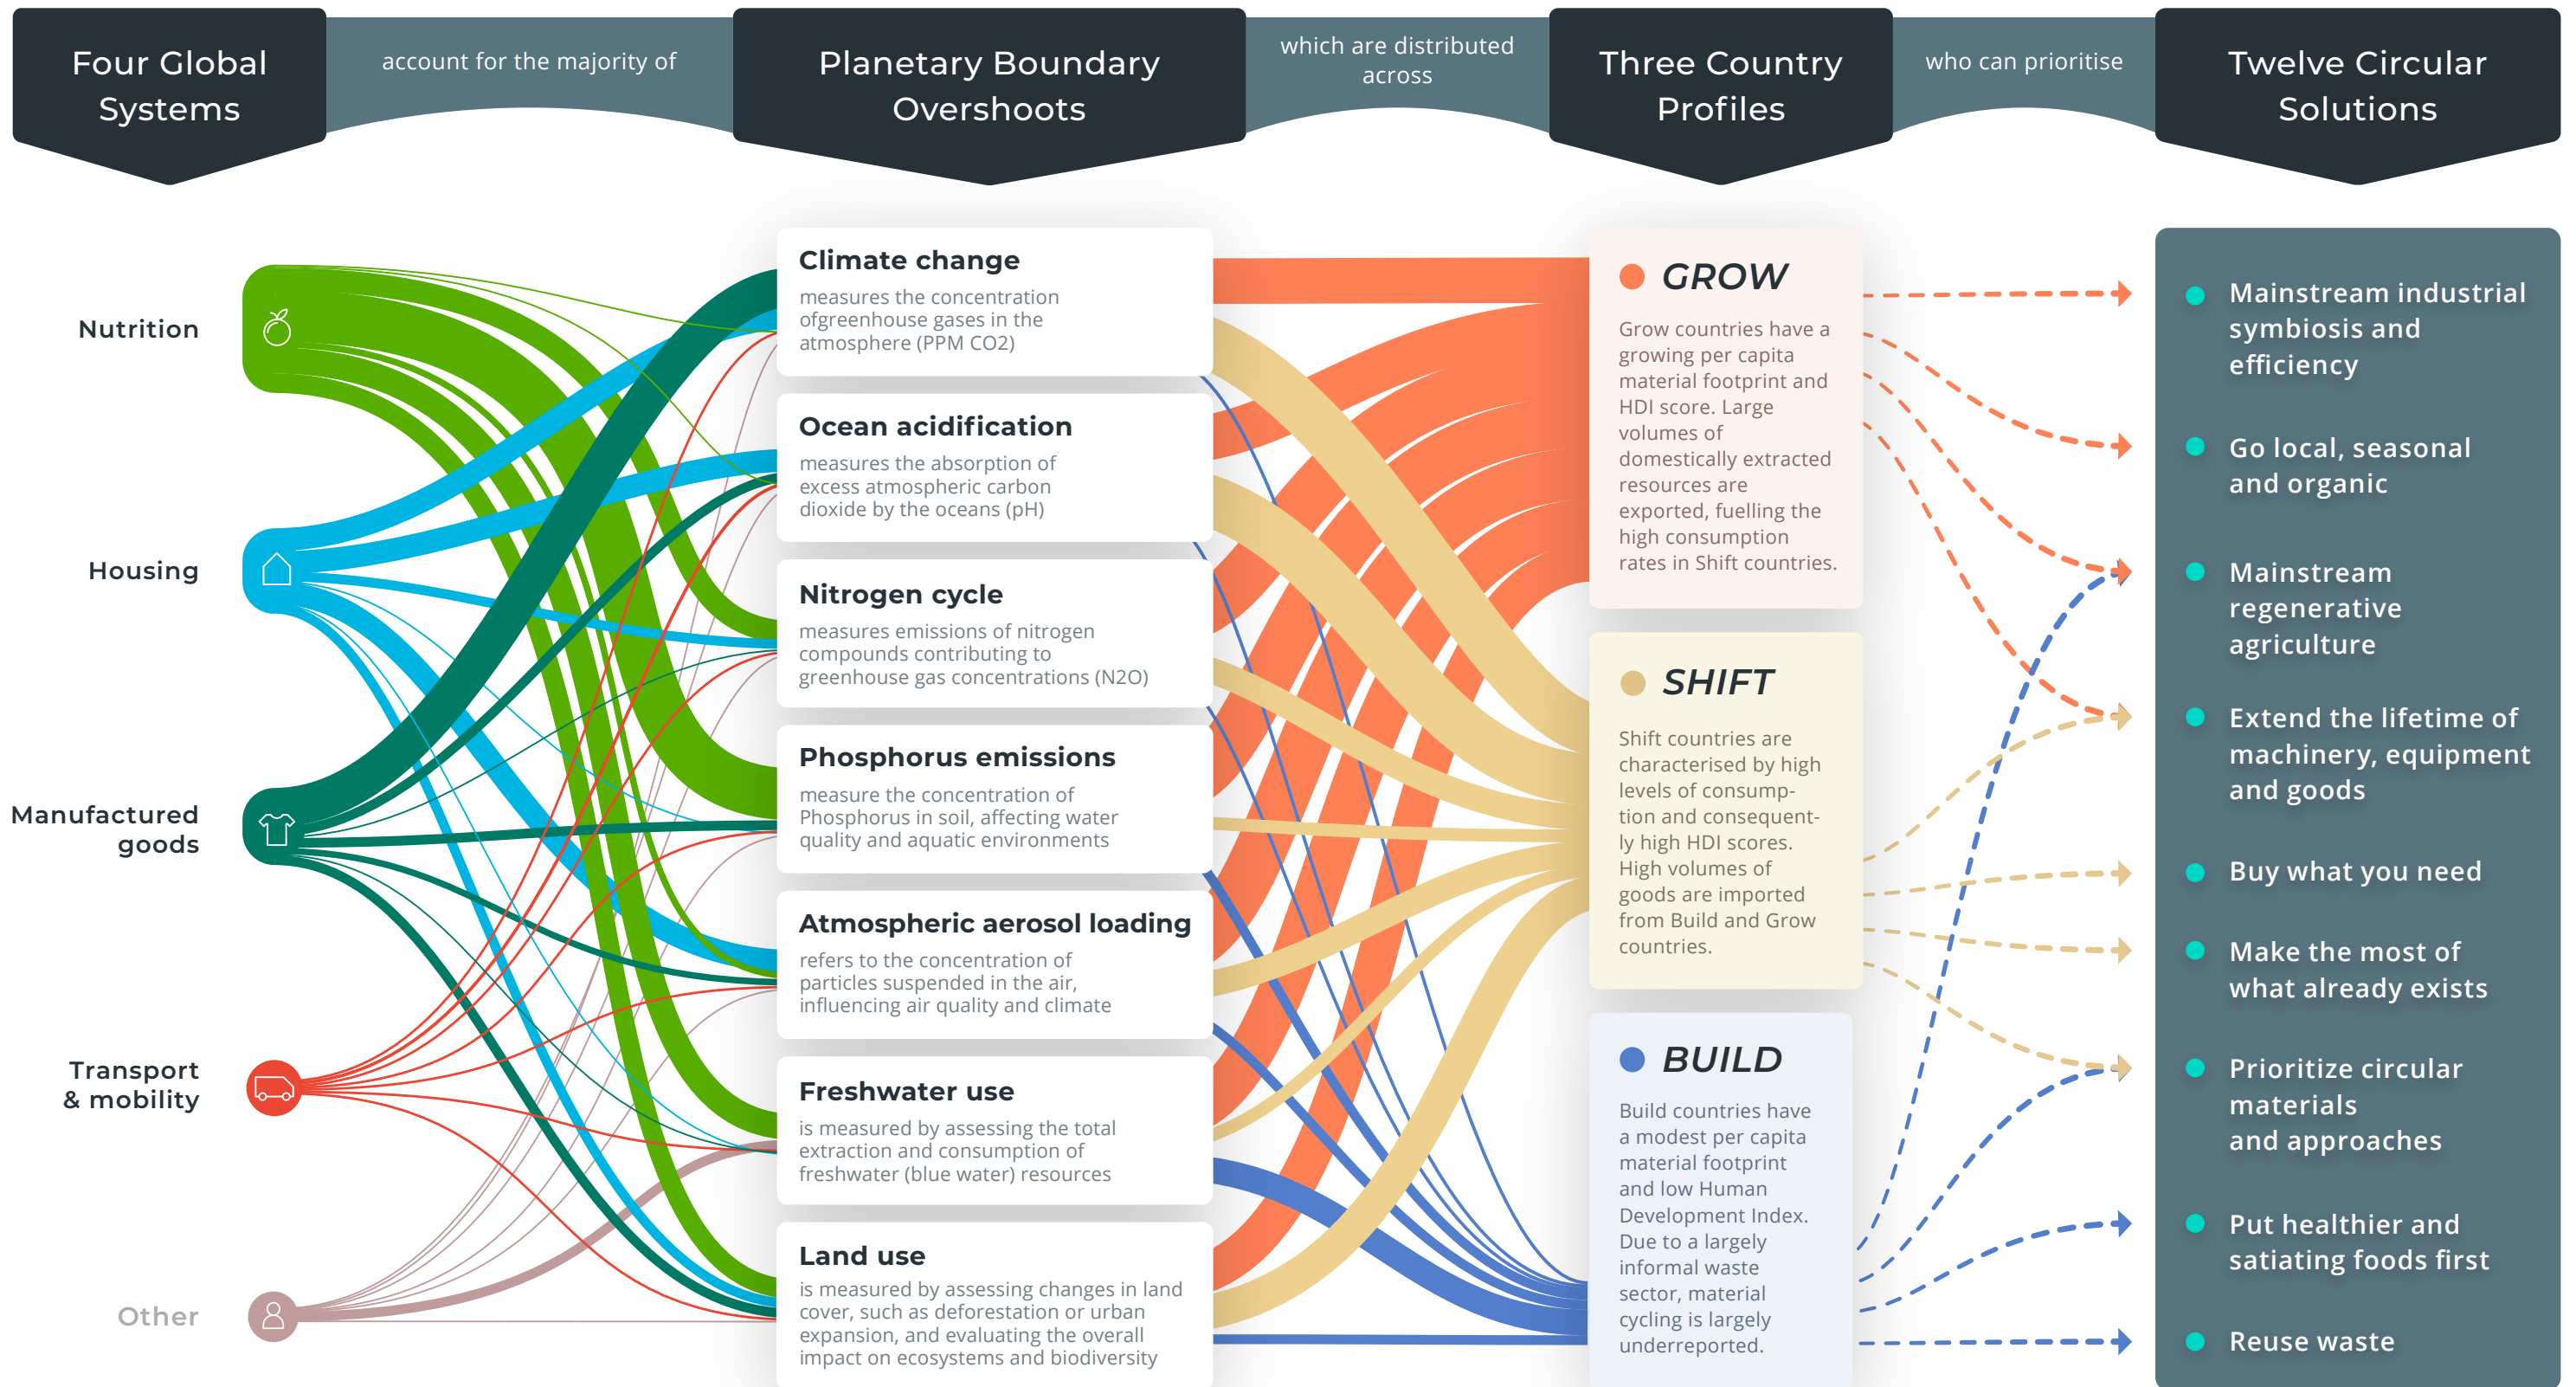 Four Global
Systems
account for the majority of
Planetary Boundary
Overshoots
which are distributed
across
Three Country
Profiles
who can prioritise
Twelve Circular
Solutions
Nutrition
Housing
Manufactured
goods
Transport
& mobility
Other
Climate change
measures the concentration
ofgreenhouse gases in the
atmosphere (PPM CO2)
Ocean acidification
measures the absorption of
excess atmospheric carbon
dioxide by the oceans (pH)
Nitrogen cycle
measures emissions of nitrogen
compounds contributing to
greenhouse gas concentrations (N2O)
Phosphorus emissions
measure the concentration of
Phosphorus in soil, affecting water
quality and aquatic environments
Atmospheric aerosol loading
refers to the concentration of
particles suspended in the air,
influencing air quality and climate
Freshwater use
is measured by assessing the total
extraction and consumption of
freshwater (blue water) resources
Land use
is measured by assessing changes in land
cover, such as deforestation or urban
expansion, and evaluating the overall
impact on ecosystems and biodiversity
GROW
Grow countries have a
growing per capita
material footprint and
HDI score. Large
volumes of
domestically extracted
resources are
exported, fuelling the
high consumption
rates in Shift countries.
SHIFT
Shift countries are
characterised by high
levels of consump-
tion and consequent-
ly high HDI scores.
High volumes of
goods are imported
from Build and Grow
countries.
BUILD
Build countries have
a modest per capita
material footprint
and low Human
Development Index.
Due to a largely
informal waste
sector, material
cycling is largely
underreported.
Mainstream industrial
symbiosis and
efficiency
Go local, seasonal
and organic
Mainstream
regenerative
agriculture
Extend the lifetime of
machinery, equipment
and goods
Buy what you need
Make the most of
what already exists
Prioritize circular
materials
and approaches
Put healthier and
satiating foods first
Reuse waste